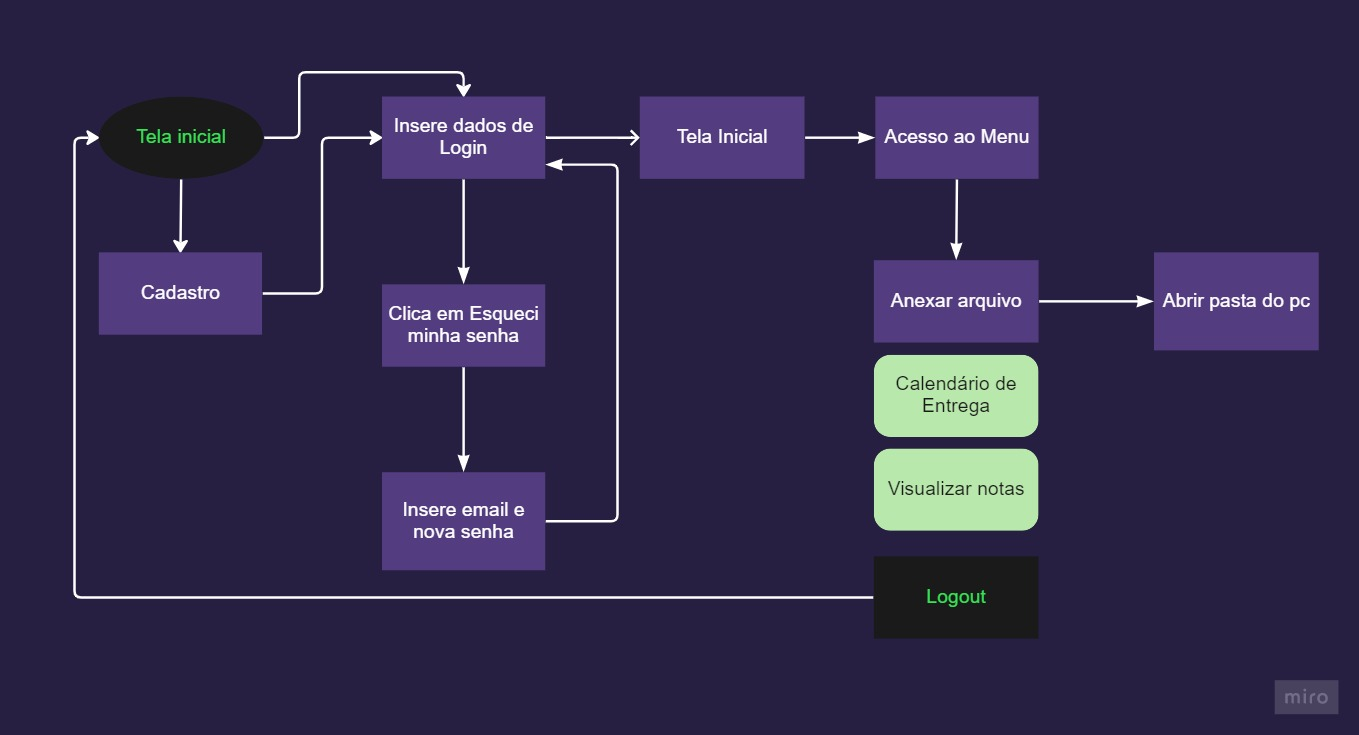 Tela inicial
Insere dados de
Login
Tela Inicial
Acesso ao Menu
Cadastro
Clica em Esqueci
minha senha
Insere email e
nova senha
Anexar arquivo
Abrir pasta do pc
Calendário de
Entrega
Visualizar notas
Logout
miro